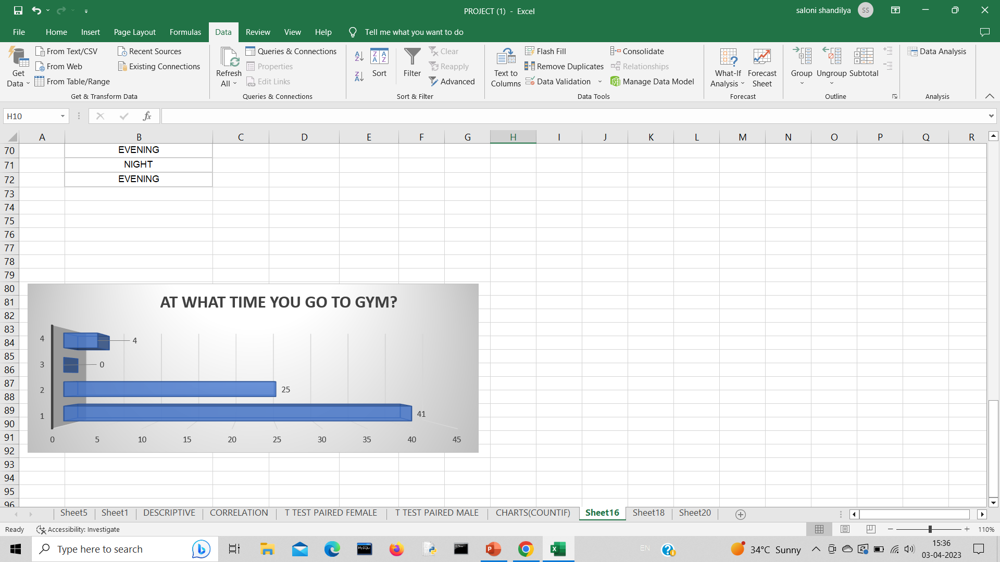 PROJECT (1) - Excel
saloni shandilya
SS
File
Home
Insert
Page Layout
Formulas
Data
Review
View
Help
Tell me what you want to do
Get
Data
From Text/CSV
From Web
From Table/Range
Recent Sources
Existing Connections
Get & Transform Data
Refresh
All
Queries & Connections
Properties
Edit Links
Queries & Connections
Sort
Filter
Clear
Reapply
Advanced
Sort & Filter
Text to
Columns
Flash Fill
Remove Duplicates
Data Validation
Consolidate
Relationships
Manage Data Model
Data Tools
What-If
Analysis
Forecast
Sheet
Forecast
Group
Ungroup
Subtotal
Outline
Data Analysis
Analysis
H10
fx
A B C D E F G H I J K L M N O P Q R
70 EVENING
71 NIGHT
72 EVENING
73
74
75
76
77
78
79
80
81
82
83
84
85
86
87
88
89
90
91
92
93
94
95
96
AT WHAT TIME YOU GO TO GYM?
4 4
3 0
2 25
1 41
0 5 10 15 20 25 30 35 40 45
Sheet5
Sheet1
DESCRIPTIVE
CORRELATION
T TEST PAIRED FEMALE
T TEST PAIRED MALE
CHARTS(COUNTIF)
Sheet16
Sheet18
Sheet20
Ready
Accessibility: Investigate
110%
Type here to search
MySQL
EN
34°C Sunny
15:36
03-04-2023